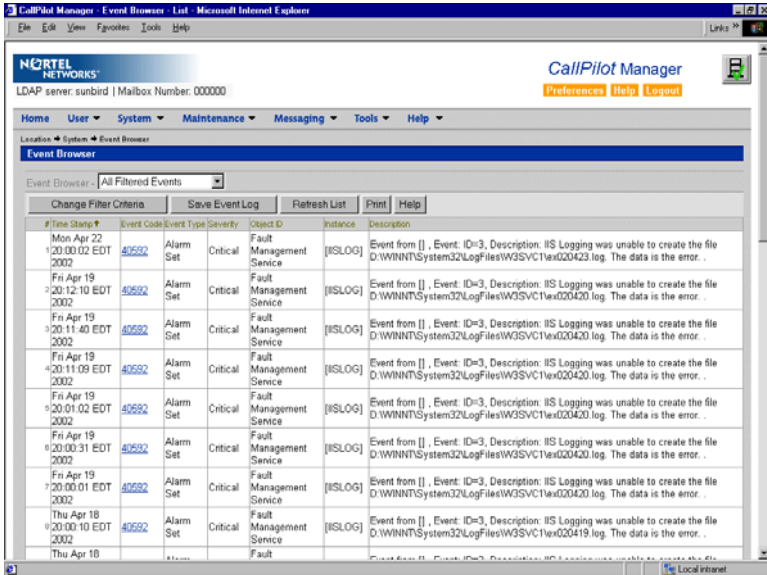 CallPilot Manager - Event Browser - List - Microsoft Internet Explorer
File Edit View Favorites Tools Help
Links »
NORTEL
NETWORKS™
CallPilot Manager
LDAP server: sunbird | Mailbox Number: 000000
Preferences Help Logout
Home User System Maintenance Messaging Tools Help
Location → System → Event Browser
Event Browser
Event Browser - All Filtered Events
Change Filter Criteria Save Event Log Refresh List Print Help
# Time Stamp Event Code Event Type Severity Object ID Instance Description
1 Mon Apr 22 20:00:02 EDT 2002 40592 Alarm Set Critical Fault Management Service [IISLOG] Event from [] , Event: ID=3, Description: IIS Logging was unable to create the file D:\WINNT\System32\LogFiles\W3SVC1\ex020423.log. The data is the error. .
2 Fri Apr 19 20:12:10 EDT 2002 40592 Alarm Set Critical Fault Management Service [IISLOG] Event from [] , Event: ID=3, Description: IIS Logging was unable to create the file D:\WINNT\System32\LogFiles\W3SVC1\ex020420.log. The data is the error. .
3 Fri Apr 19 20:11:40 EDT 2002 40592 Alarm Set Critical Fault Management Service [IISLOG] Event from [] , Event: ID=3, Description: IIS Logging was unable to create the file D:\WINNT\System32\LogFiles\W3SVC1\ex020420.log. The data is the error. .
4 Fri Apr 19 20:11:09 EDT 2002 40592 Alarm Set Critical Fault Management Service [IISLOG] Event from [] , Event: ID=3, Description: IIS Logging was unable to create the file D:\WINNT\System32\LogFiles\W3SVC1\ex020420.log. The data is the error. .
5 Fri Apr 19 20:01:02 EDT 2002 40592 Alarm Set Critical Fault Management Service [IISLOG] Event from [] , Event: ID=3, Description: IIS Logging was unable to create the file D:\WINNT\System32\LogFiles\W3SVC1\ex020420.log. The data is the error. .
6 Fri Apr 19 20:00:31 EDT 2002 40592 Alarm Set Critical Fault Management Service [IISLOG] Event from [] , Event: ID=3, Description: IIS Logging was unable to create the file D:\WINNT\System32\LogFiles\W3SVC1\ex020420.log. The data is the error. .
7 Fri Apr 19 20:00:01 EDT 2002 40592 Alarm Set Critical Fault Management Service [IISLOG] Event from [] , Event: ID=3, Description: IIS Logging was unable to create the file D:\WINNT\System32\LogFiles\W3SVC1\ex020420.log. The data is the error. .
8 Thu Apr 18 20:00:10 EDT 2002 40592 Alarm Set Critical Fault Management Service [IISLOG] Event from [] , Event: ID=3, Description: IIS Logging was unable to create the file D:\WINNT\System32\LogFiles\W3SVC1\ex020419.log. The data is the error. .
Thu Apr 18 Fault
Local intranet